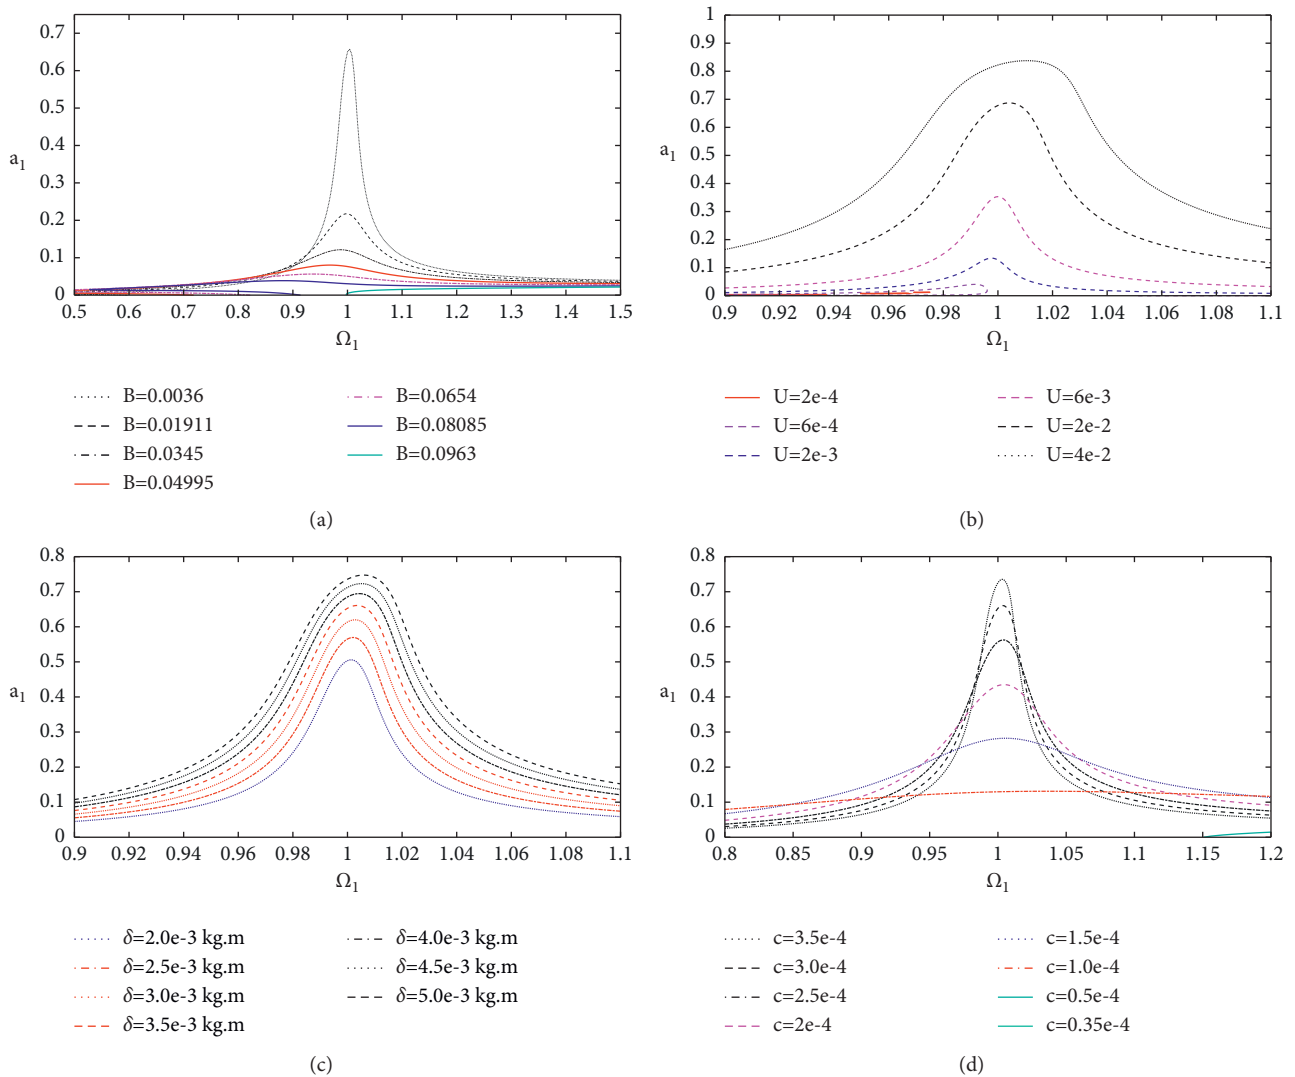 0.7
0.6
0.5
0.4
0.3
0.2
0.1
0
a1
0.5 0.6 0.7 0.8 0.9 1 1.1 1.2 1.3 1.4 1.5
Ω1
B=0.0036
B=0.01911
B=0.0345
B=0.04995
B=0.0654
B=0.08085
B=0.0963
(a)
1
0.9
0.8
0.7
0.6
0.5
0.4
0.3
0.2
0.1
0
a1
0.9 0.92 0.94 0.96 0.98 1 1.02 1.04 1.06 1.08 1.1
Ω1
U=2e-4
U=6e-4
U=2e-3
U=6e-3
U=2e-2
U=4e-2
(b)
0.8
0.7
0.6
0.5
0.4
0.3
0.2
0.1
0
a1
0.9 0.92 0.94 0.96 0.98 1 1.02 1.04 1.06 1.08 1.1
Ω1
δ=2.0e-3 kg.m
δ=2.5e-3 kg.m
δ=3.0e-3 kg.m
δ=3.5e-3 kg.m
δ=4.0e-3 kg.m
δ=4.5e-3 kg.m
δ=5.0e-3 kg.m
(c)
0.8
0.7
0.6
0.5
0.4
0.3
0.2
0.1
0
a1
0.8 0.85 0.9 0.95 1 1.05 1.1 1.15 1.2
Ω1
c=3.5e-4
c=3.0e-4
c=2.5e-4
c=2e-4
c=1.5e-4
c=1.0e-4
c=0.5e-4
c=0.35e-4
(d)